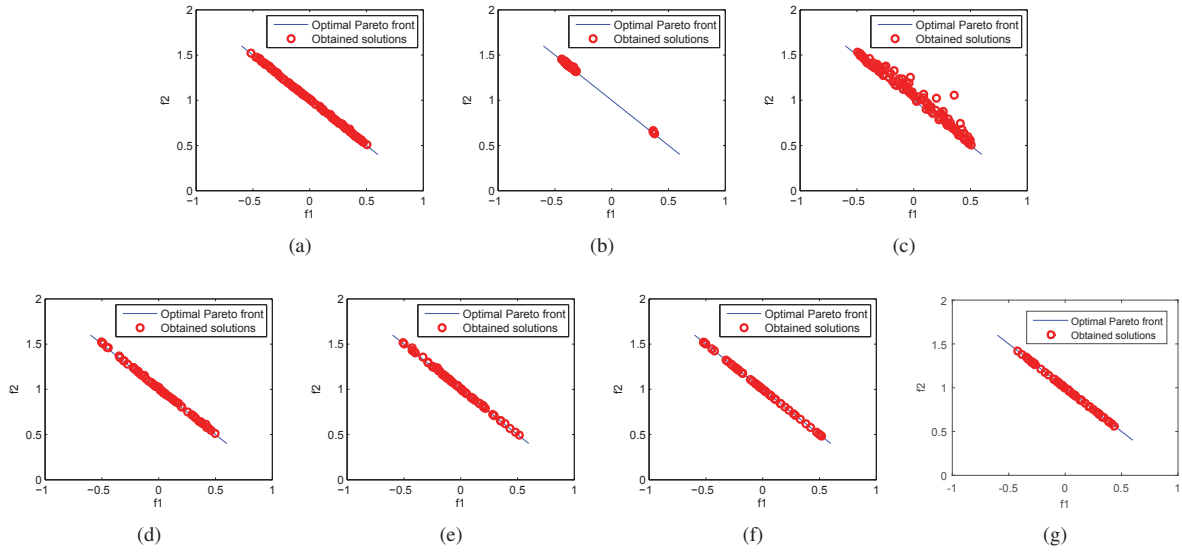 2
1.5
1
0.5
0
−1
−0.5
0
0.5
1
f1
f2
Optimal Pareto front
Obtained solutions
(a)
2
1.5
1
0.5
0
−1
−0.5
0
0.5
1
f1
f2
Optimal Pareto front
Obtained solutions
(b)
2
1.5
1
0.5
0
−1
−0.5
0
0.5
1
f1
f2
Optimal Pareto front
Obtained solutions
(c)
2
1.5
1
0.5
0
−1
−0.5
0
0.5
1
f1
f2
Optimal Pareto front
Obtained solutions
(d)
2
1.5
1
0.5
0
−1
−0.5
0
0.5
1
f1
f2
Optimal Pareto front
Obtained solutions
(e)
2
1.5
1
0.5
0
−1
−0.5
0
0.5
1
f1
f2
Optimal Pareto front
Obtained solutions
(f)
2
1.5
1
0.5
0
-1
-0.5
0
0.5
1
f1
f2
Optimal Pareto front
Obtained solutions
(g)